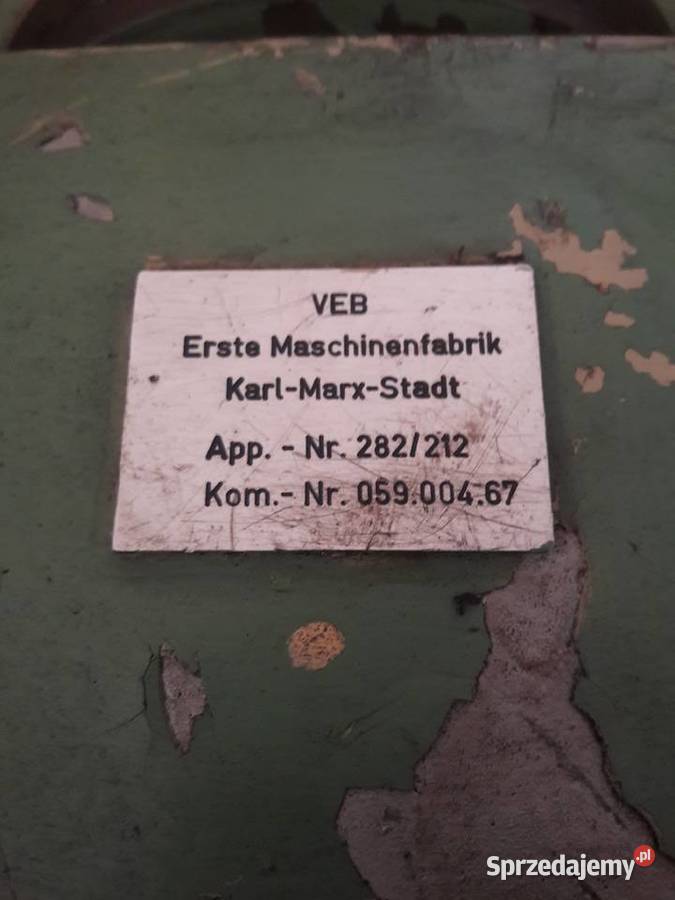 VEB
Erste Maschinenfabrik
Karl-Marx-Stadt
App. - Nr. 282/212
Kom.- Nr. 059.004.67
Sprzedajemy.pl